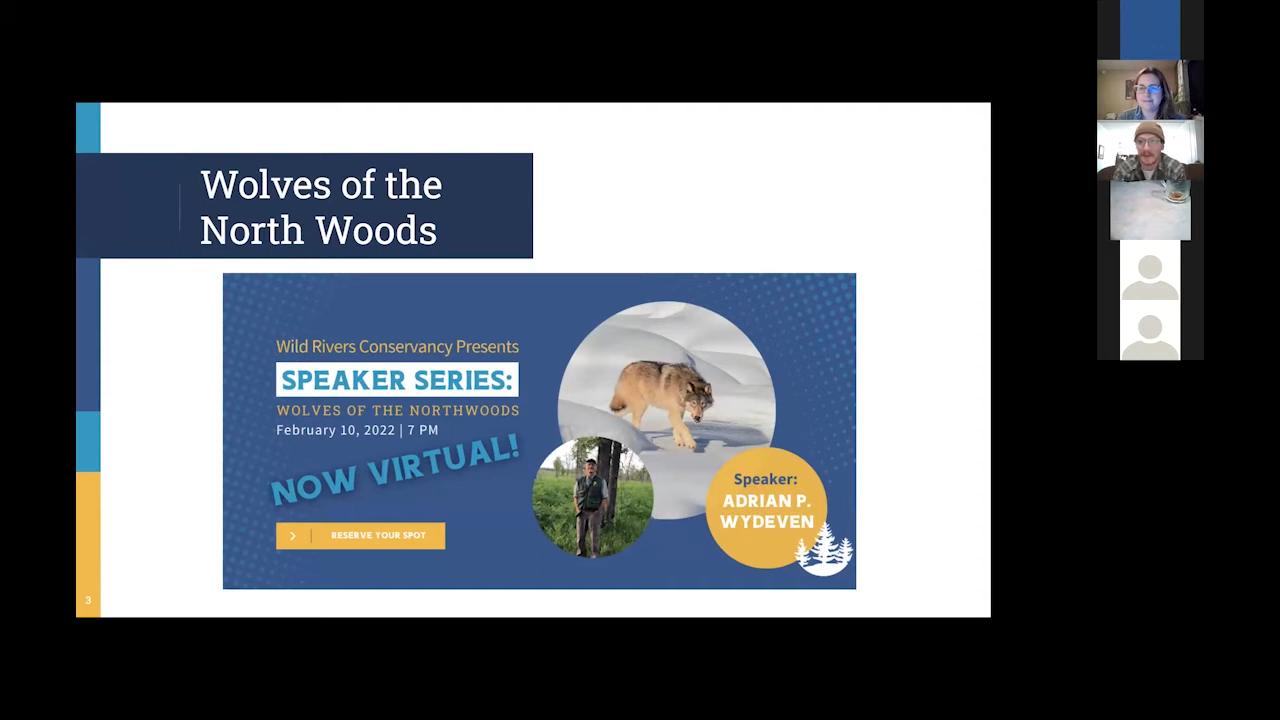 Wolves of the
North Woods
Wild Rivers Conservancy Presents
SPEAKER SERIES:
WOLVES OF THE NORTHWOODS
February 10, 2022 | 7 PM
NOW VIRTUAL!
RESERVE YOUR SPOT
Speaker:
ADRIAN P.
WYDEVEN
3